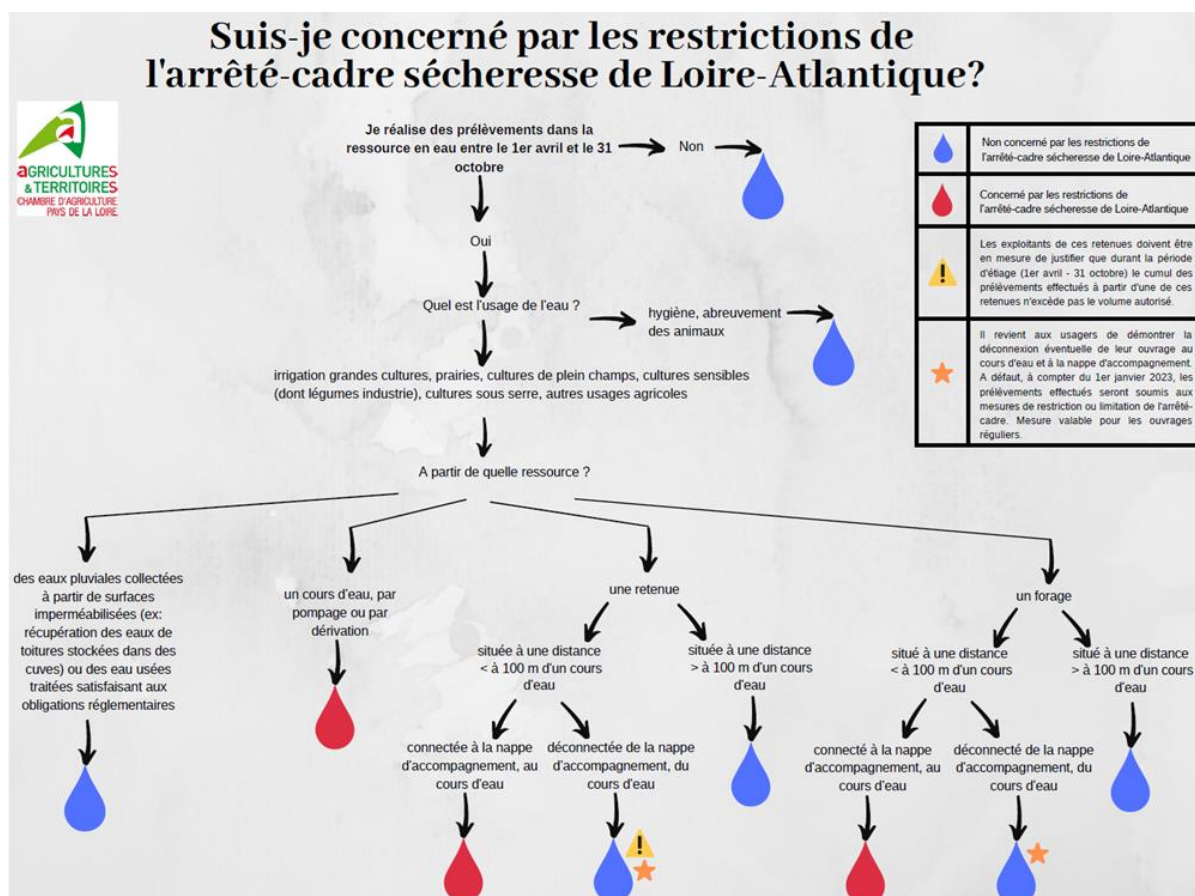 Suis-je concerné par les restrictions de
l'arrêté-cadre sécheresse de Loire-Atlantique?
aGRICULTURES
& TERRITOIRES
CHAMBRE D'AGRICULTURE
PAYS DE LA LOIRE
Je réalise des prélèvements dans la
ressource en eau entre le 1er avril et le 31
octobre
Non
Oui
Quel est l'usage de l'eau ?
hygiène, abreuvement
des animaux
irrigation grandes cultures, prairies, cultures de plein champs, cultures sensibles
(dont légumes industrie), cultures sous serre, autres usages agricoles
A partir de quelle ressource ?
des eaux pluviales collectées
à partir de surfaces
imperméabilisées (ex:
récupération des eaux de
toitures stockées dans des
cuves) ou des eau usées
traitées satisfaisant aux
obligations réglementaires
un cours d'eau, par
pompage ou par
dérivation
une retenue
située à une distance
< à 100 m d'un cours
d'eau
située à une distance
> à 100 m d'un cours
d'eau
connectée à la nappe
d'accompagnement, au
cours d'eau
déconnectée de la nappe
d'accompagnement, du
cours d'eau
un forage
situé à une distance
< à 100 m d'un cours
d'eau
situé à une distance
> à 100 m d'un cours
d'eau
connecté à la nappe
d'accompagnement, au
cours d'eau
déconnecté de la nappe
d'accompagnement, du
cours d'eau
Non concerné par les restrictions de
l'arrêté-cadre sécheresse de Loire-Atlantique
Concerné par les restrictions de
l'arrêté-cadre sécheresse de Loire-Atlantique
Les exploitants de ces retenues doivent être
en mesure de justifier que durant la période
d'étiage (1er avril - 31 octobre) le cumul des
prélèvements effectués à partir d'une de ces
retenues n'excède pas le volume autorisé.
Il revient aux usagers de démontrer la
déconnexion éventuelle de leur ouvrage au
cours d'eau et à la nappe d'accompagnement.
A défaut, à compter du 1er janvier 2023, les
prélèvements effectués seront soumis aux
mesures de restriction ou limitation de l'arrêté-
cadre. Mesure valable pour les ouvrages
réguliers.